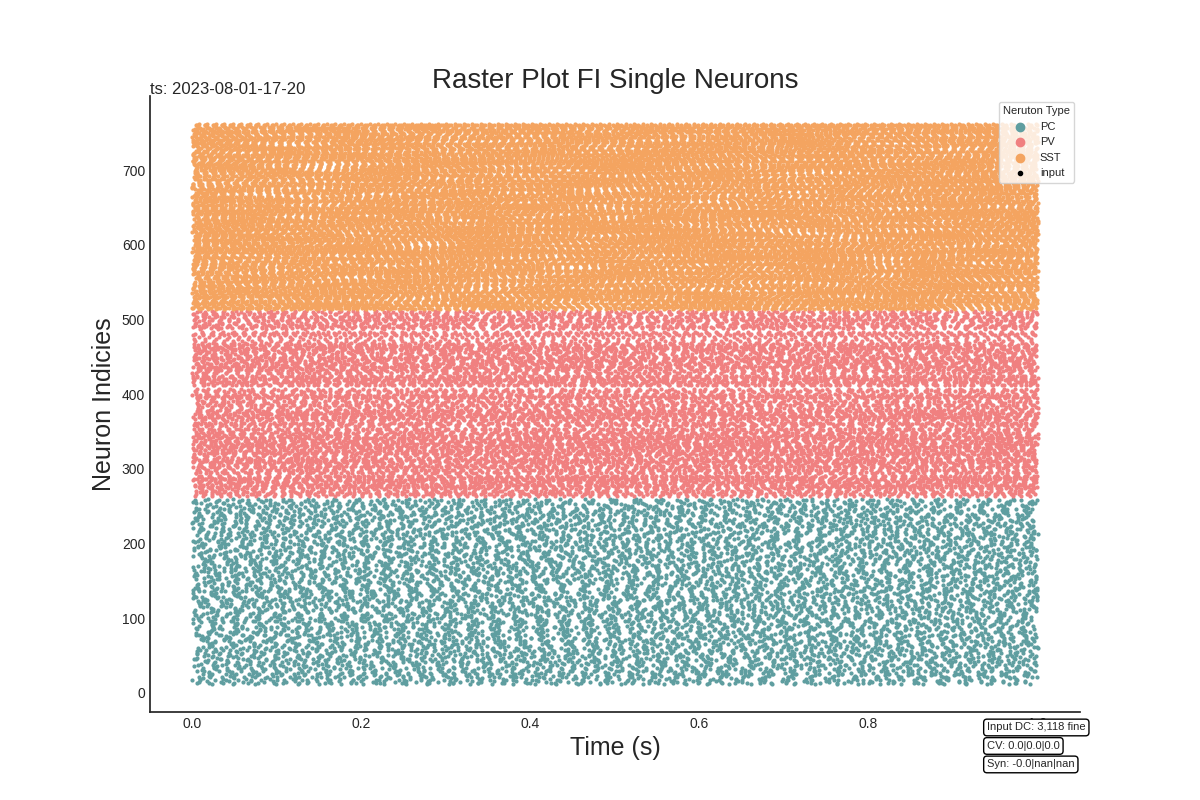 Raster Plot FI Single Neurons
ts: 2023-08-01-17-20
Neruton Type
PC
PV
SST
input
Neuron Indicies
700
600
500
400
300
200
100
0
0.0
0.2
0.4
0.6
0.8
Time (s)
Input DC: 3,118 fine
CV: 0.0|0.0|0.0
Syn: -0.0|nan|nan